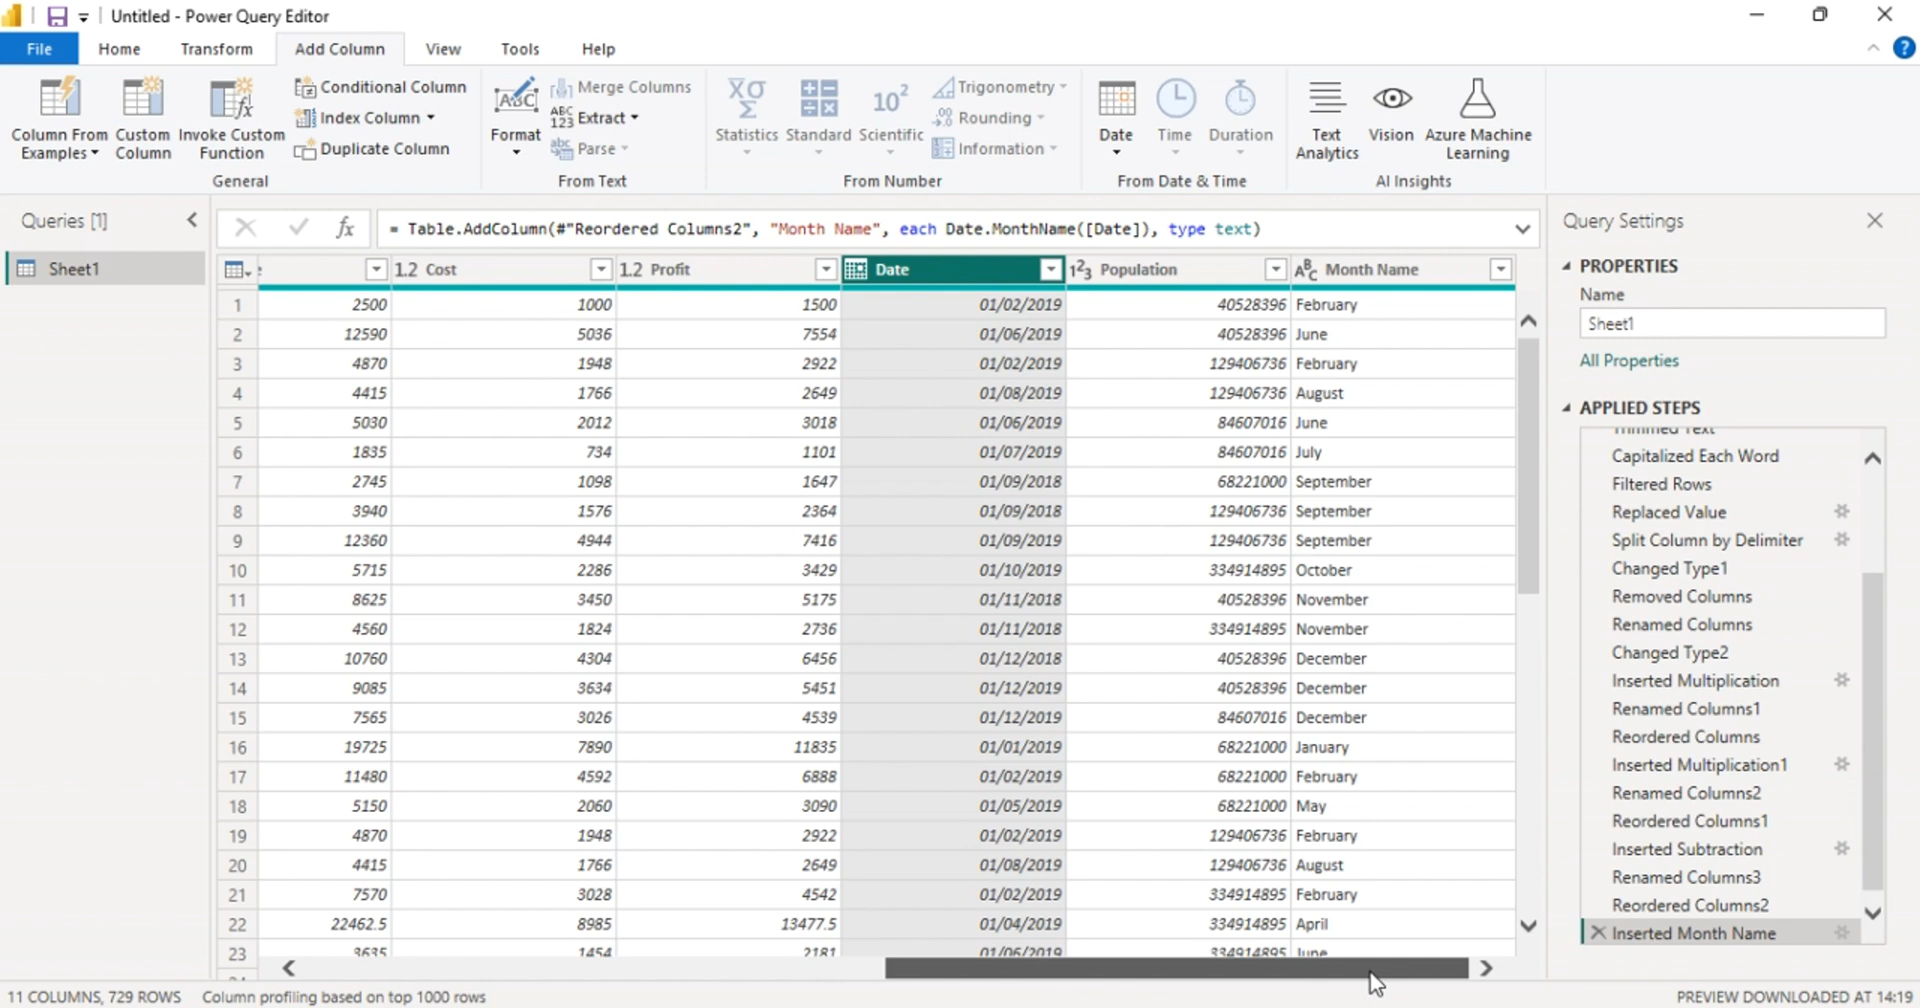 Untitled - Power Query Editor
File Home Transform Add Column View Tools Help
Column From Examples
Custom Column
Invoke Custom Function
Conditional Column
Index Column
Duplicate Column
General
Format
Merge Columns
Extract
Parse
From Text
Statistics
Standard
Scientific
Trigonometry
Rounding
Information
From Number
Date
Time
Duration
From Date & Time
Text Analytics
Vision
Azure Machine Learning
AI Insights
Queries [1]
Sheet1
= Table.AddColumn(#"Reordered Columns2", "Month Name", each Date.MonthName([Date]), type text)
1.2 Cost 1.2 Profit Date 123 Population ABC Month Name
1 2500 1000 1500 01/02/2019 40528396 February
2 12590 5036 7554 01/06/2019 40528396 June
3 4870 1948 2922 01/02/2019 129406736 February
4 4415 1766 2649 01/08/2019 129406736 August
5 5030 2012 3018 01/06/2019 84607016 June
6 1835 734 1101 01/07/2019 84607016 July
7 2745 1098 1647 01/09/2018 68221000 September
8 3940 1576 2364 01/09/2018 129406736 September
9 12360 4944 7416 01/09/2019 129406736 September
10 5715 2286 3429 01/10/2019 334914895 October
11 8625 3450 5175 01/11/2018 40528396 November
12 4560 1824 2736 01/11/2018 334914895 November
13 10760 4304 6456 01/12/2018 40528396 December
14 9085 3634 5451 01/12/2019 40528396 December
15 7565 3026 4539 01/12/2019 84607016 December
16 19725 7890 11835 01/01/2019 68221000 January
17 11480 4592 6888 01/02/2019 68221000 February
18 5150 2060 3090 01/05/2019 68221000 May
19 4870 1948 2922 01/02/2019 129406736 February
20 4415 1766 2649 01/08/2019 129406736 August
21 7570 3028 4542 01/02/2019 334914895 February
22 22462.5 8985 13477.5 01/04/2019 334914895 April
23 3635 1454 2181 01/06/2019 334914895 June
Query Settings
PROPERTIES
Name
Sheet1
All Properties
APPLIED STEPS
Trimmed Text
Capitalized Each Word
Filtered Rows
Replaced Value
Split Column by Delimiter
Changed Type1
Removed Columns
Renamed Columns
Changed Type2
Inserted Multiplication
Renamed Columns1
Reordered Columns
Inserted Multiplication1
Renamed Columns2
Reordered Columns1
Inserted Subtraction
Renamed Columns3
Reordered Columns2
Inserted Month Name
11 COLUMNS, 729 ROWS Column profiling based on top 1000 rows
PREVIEW DOWNLOADED AT 14:19